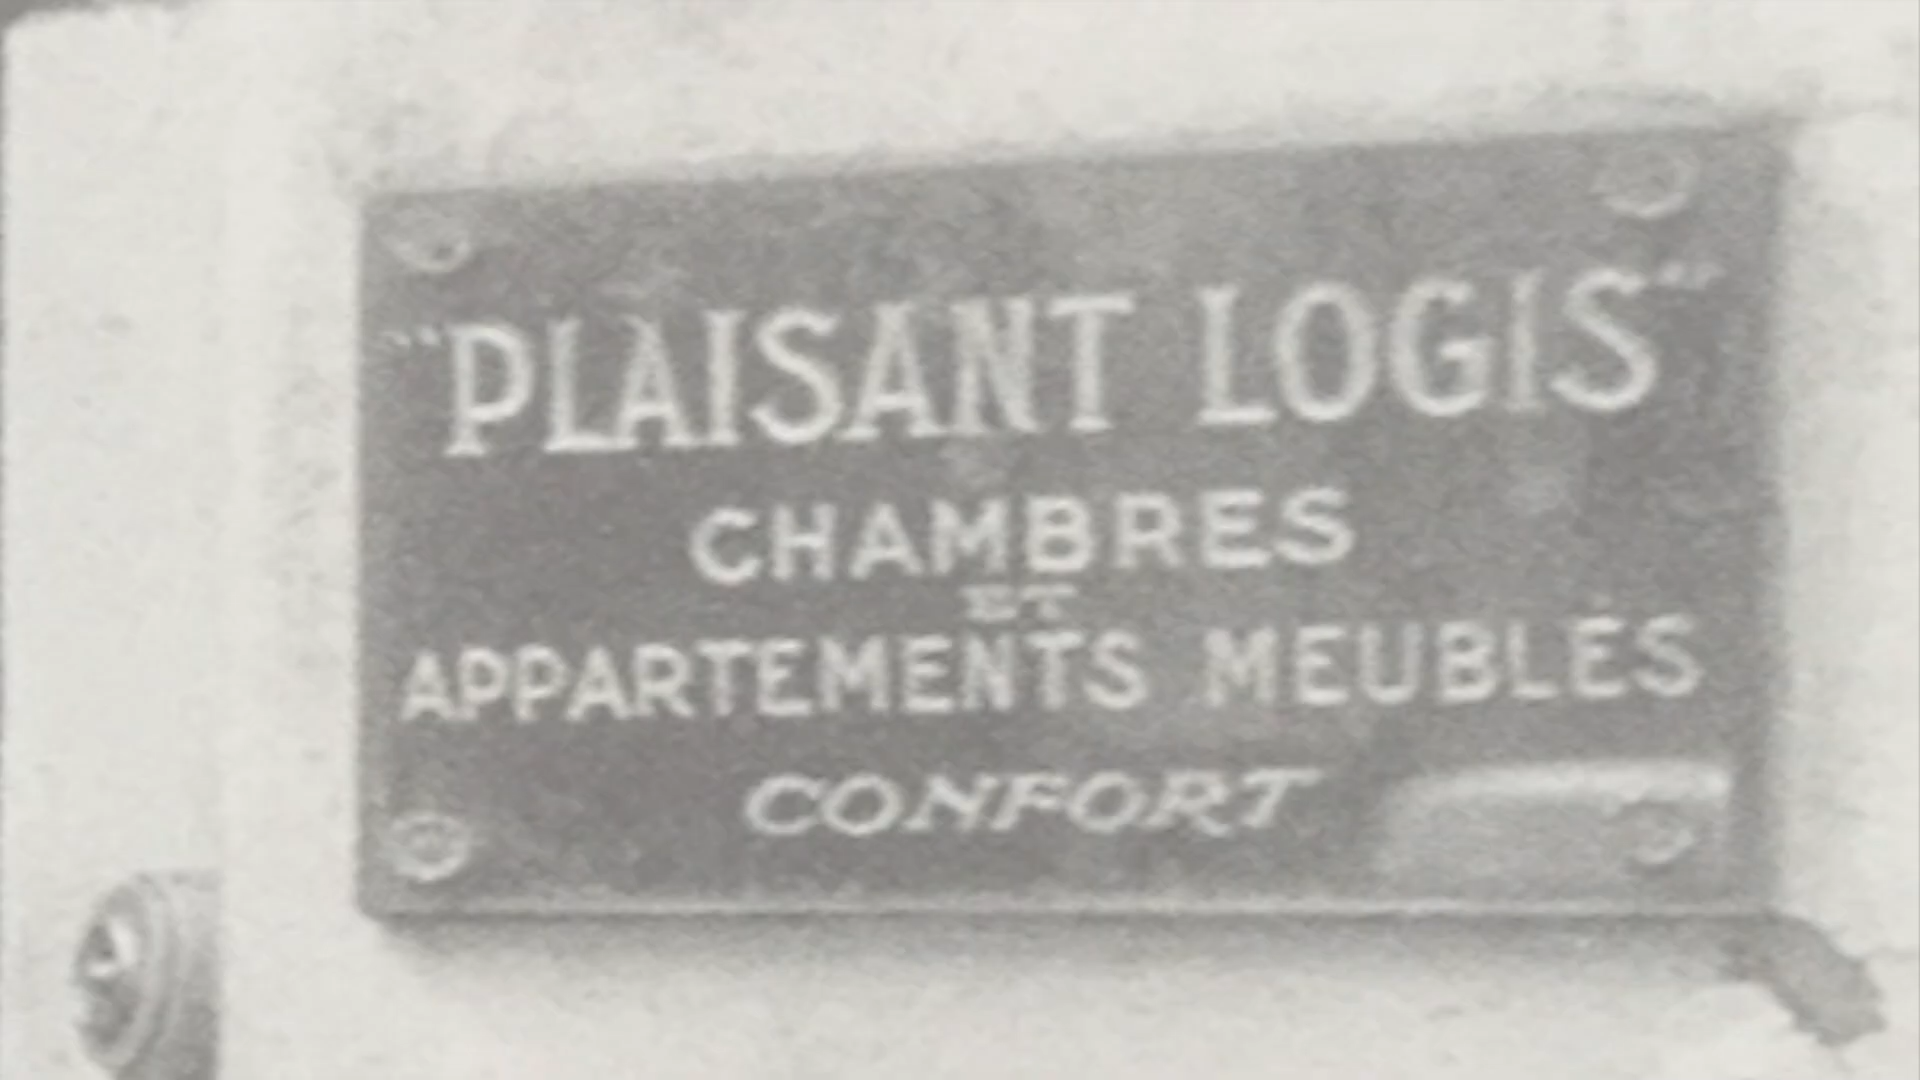 "PLAISANT LOGIS"
CHAMBRES
ET
APPARTEMENTS MEUBLÉS
CONFORT